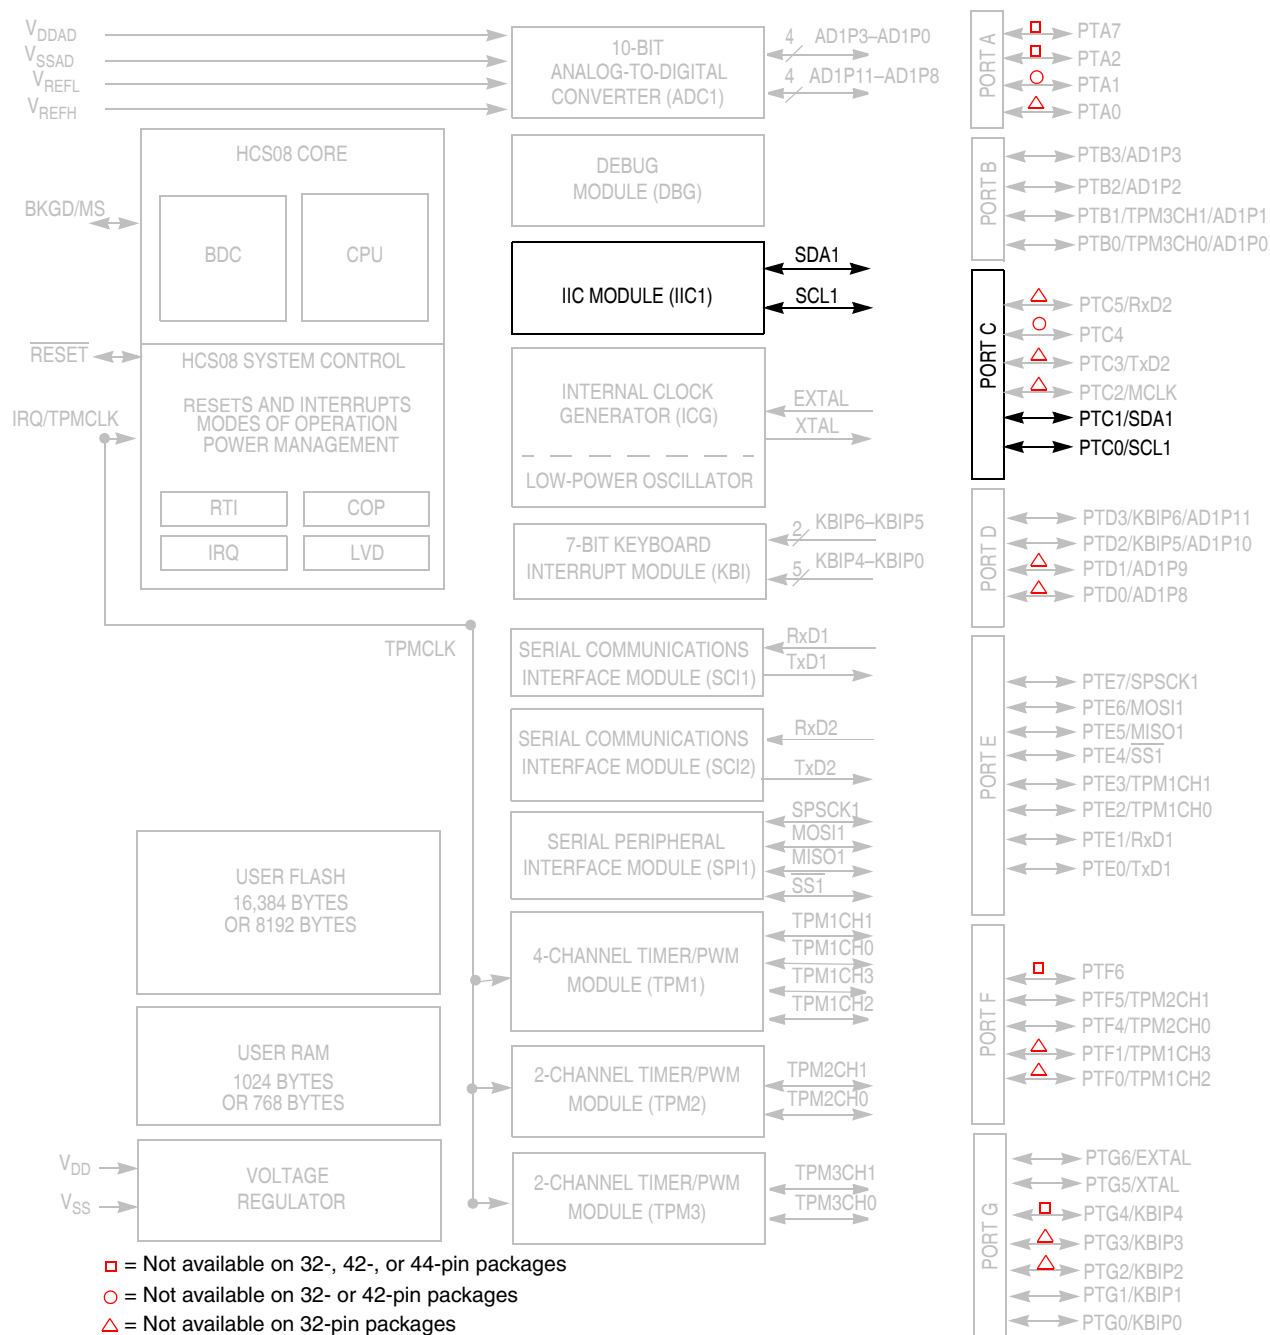 VDDAD
VSSAD
VREFL
VREFH
10-BIT
ANALOG-TO-DIGITAL
CONVERTER (ADC1)
4 AD1P3–AD1P0
4 AD1P11–AD1P8
HCS08 CORE
BDC
CPU
BKGD/MS
DEBUG
MODULE (DBG)
IIC MODULE (IIC1)
SDA1
SCL1
RESET
IRQ/TPMCLK
HCS08 SYSTEM CONTROL
RESETS AND INTERRUPTS
MODES OF OPERATION
POWER MANAGEMENT
RTI
COP
IRQ
LVD
INTERNAL CLOCK
GENERATOR (ICG)
LOW-POWER OSCILLATOR
EXTAL
XTAL
7-BIT KEYBOARD
INTERRUPT MODULE (KBI)
2 KBIP6–KBIP5
5 KBIP4–KBIP0
TPMCLK
SERIAL COMMUNICATIONS
INTERFACE MODULE (SCI1)
RxD1
TxD1
SERIAL COMMUNICATIONS
INTERFACE MODULE (SCI2)
RxD2
TxD2
SERIAL PERIPHERAL
INTERFACE MODULE (SPI1)
SPSCK1
MOSI1
MISO1
SS1
USER FLASH
16,384 BYTES
OR 8192 BYTES
4-CHANNEL TIMER/PWM
MODULE (TPM1)
TPM1CH1
TPM1CH0
TPM1CH3
TPM1CH2
USER RAM
1024 BYTES
OR 768 BYTES
2-CHANNEL TIMER/PWM
MODULE (TPM2)
TPM2CH1
TPM2CH0
VDD
VSS
VOLTAGE
REGULATOR
2-CHANNEL TIMER/PWM
MODULE (TPM3)
TPM3CH1
TPM3CH0
PORT A
PTA7
PTA2
PTA1
PTA0
PORT B
PTB3/AD1P3
PTB2/AD1P2
PTB1/TPM3CH1/AD1P1
PTB0/TPM3CH0/AD1P0
PORT C
PTC5/RxD2
PTC4
PTC3/TxD2
PTC2/MCLK
PTC1/SDA1
PTC0/SCL1
PORT D
PTD3/KBIP6/AD1P11
PTD2/KBIP5/AD1P10
PTD1/AD1P9
PTD0/AD1P8
PORT E
PTE7/SPSCK1
PTE6/MOSI1
PTE5/MISO1
PTE4/SS1
PTE3/TPM1CH1
PTE2/TPM1CH0
PTE1/RxD1
PTE0/TxD1
PORT F
PTF6
PTF5/TPM2CH1
PTF4/TPM2CH0
PTF1/TPM1CH3
PTF0/TPM1CH2
PORT G
PTG6/EXTAL
PTG5/XTAL
PTG4/KBIP4
PTG3/KBIP3
PTG2/KBIP2
PTG1/KBIP1
PTG0/KBIP0
= Not available on 32-, 42-, or 44-pin packages
= Not available on 32- or 42-pin packages
= Not available on 32-pin packages